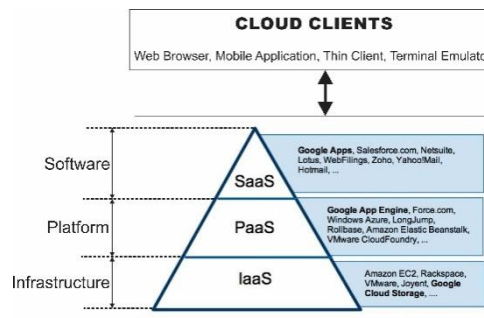 CLOUD CLIENTS
Web Browser, Mobile Application, Thin Client, Terminal Emulato
Software
SaaS
Google Apps, Salesforce.com, Netsuite,
Lotus, WebFilings, Zoho, Yahoo!Mail,
Hotmail, ...
Platform
PaaS
Google App Engine, Force.com,
Windows Azure, LongJump,
Rollbase, Amazon Elastic Beanstalk,
VMware CloudFoundry, ...
Infrastructure
IaaS
Amazon EC2, Rackspace,
VMware, Joyent, Google
Cloud Storage, ....